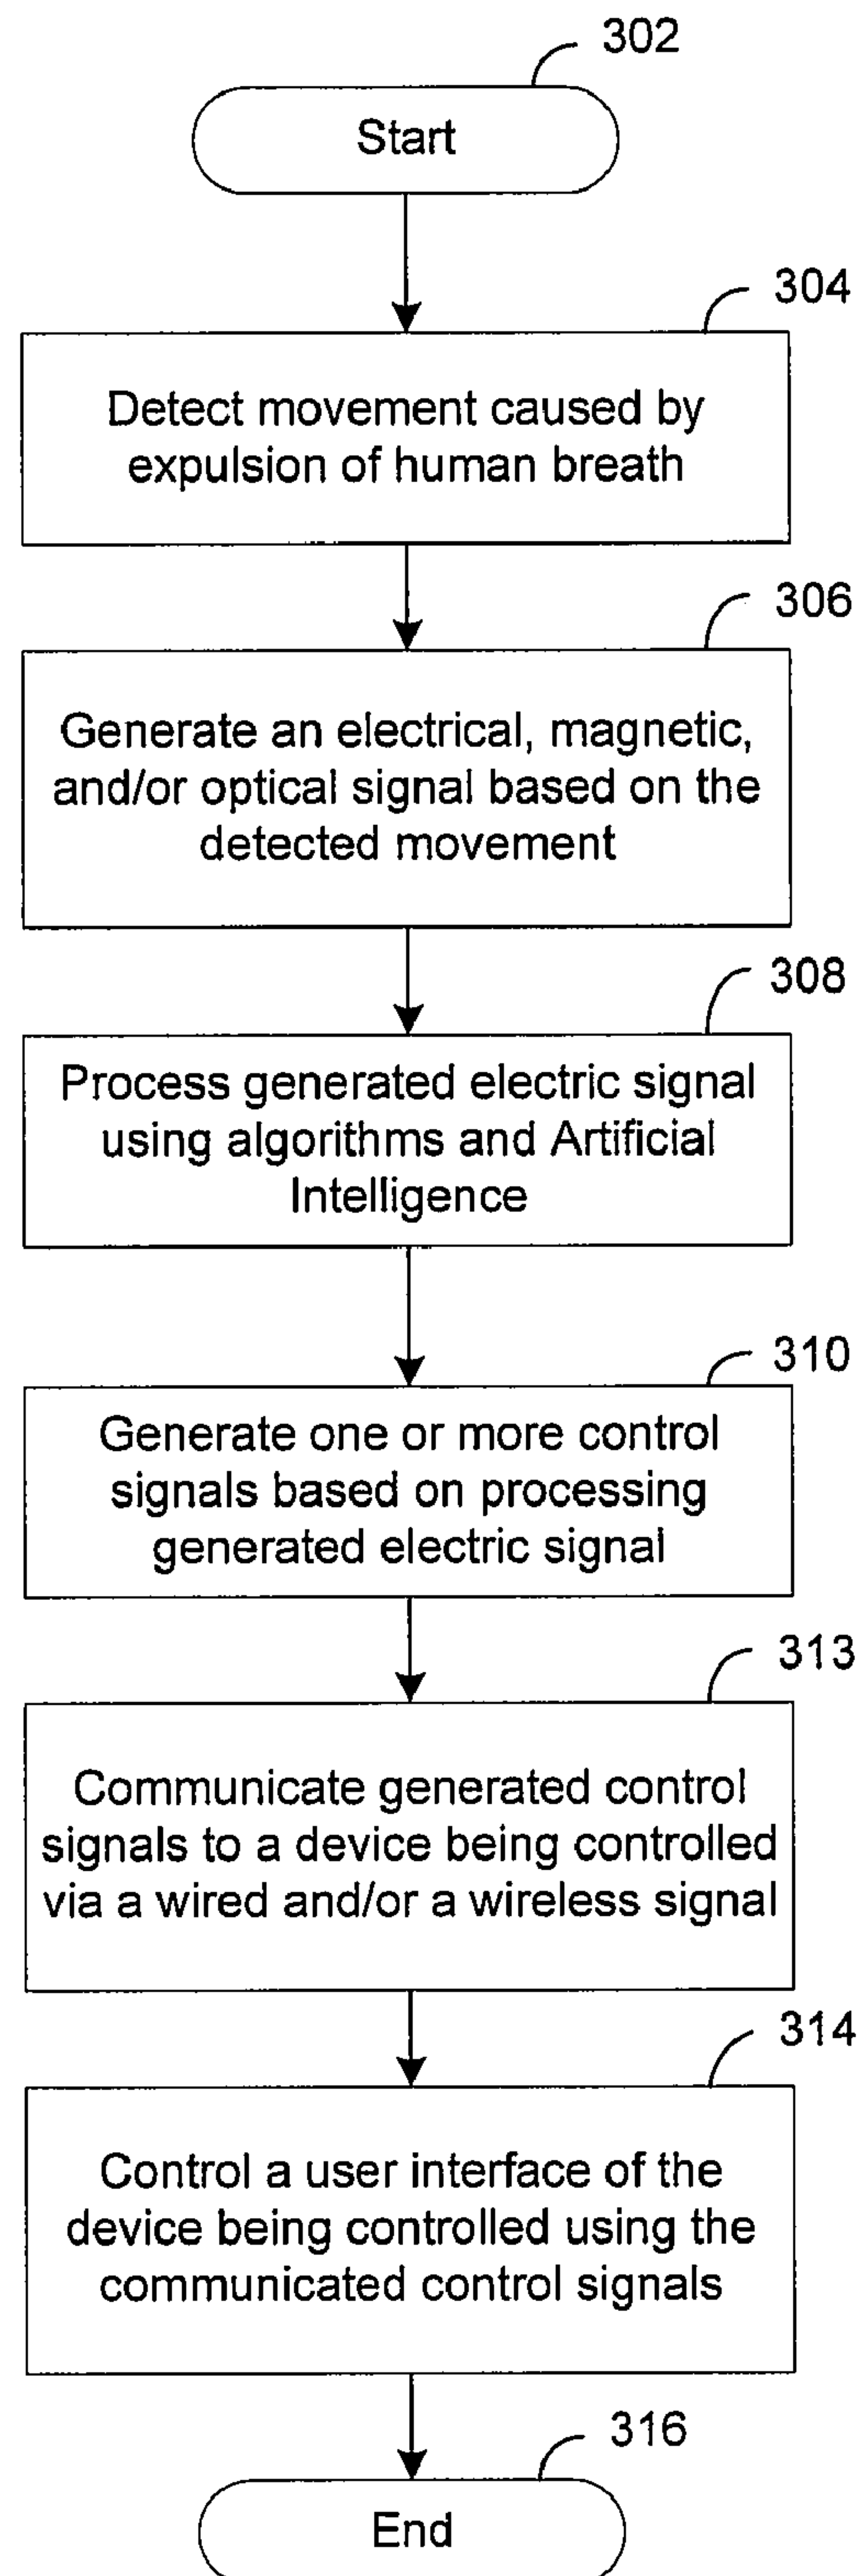 302
Start
304
Detect movement caused by
expulsion of human breath
306
Generate an electrical, magnetic,
and/or optical signal based on the
detected movement
308
Process generated electric signal
using algorithms and Artificial
Intelligence
310
Generate one or more control
signals based on processing
generated electric signal
313
Communicate generated control
signals to a device being controlled
via a wired and/or a wireless signal
314
Control a user interface of the
device being controlled using the
communicated control signals
316
End